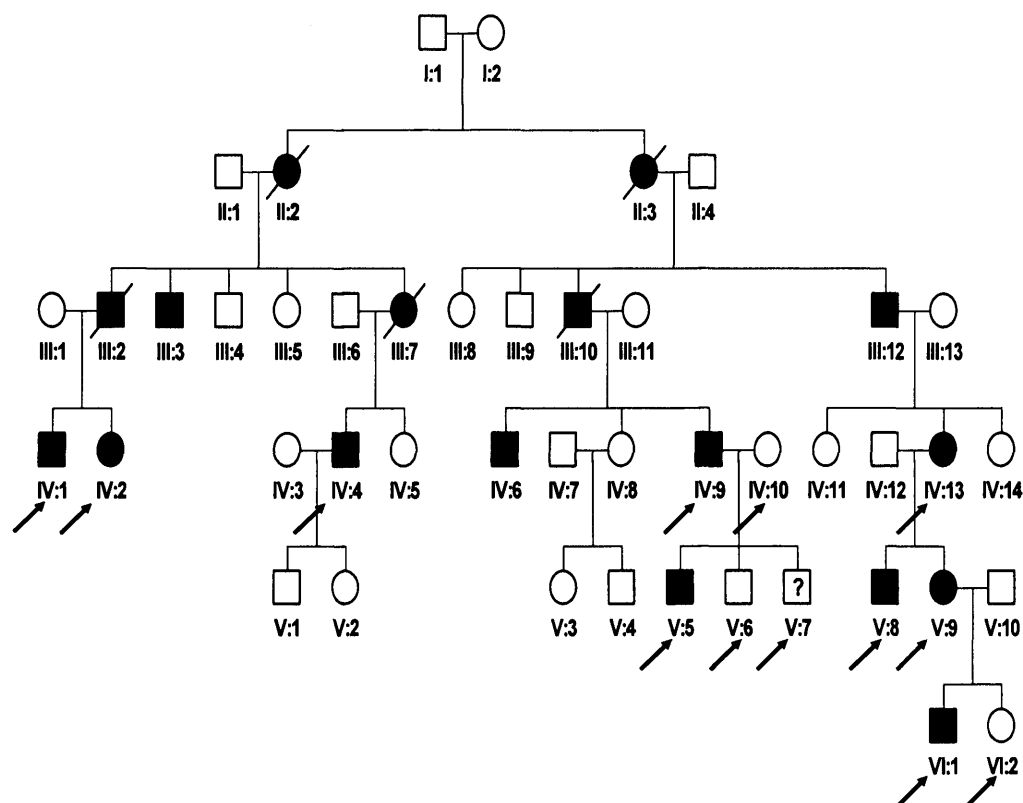 I:1 I:2
II:1 II:2 II:3 II:4
III:1 III:2 III:3 III:4 III:5 III:6 III:7 III:8 III:9 III:10 III:11 III:12 III:13
IV:1 IV:2 IV:3 IV:4 IV:5 IV:6 IV:7 IV:8 IV:9 IV:10 IV:11 IV:12 IV:13 IV:14
?
V:1 V:2 V:3 V:4 V:5 V:6 V:7 V:8 V:9 V:10
VI:1 VI:2